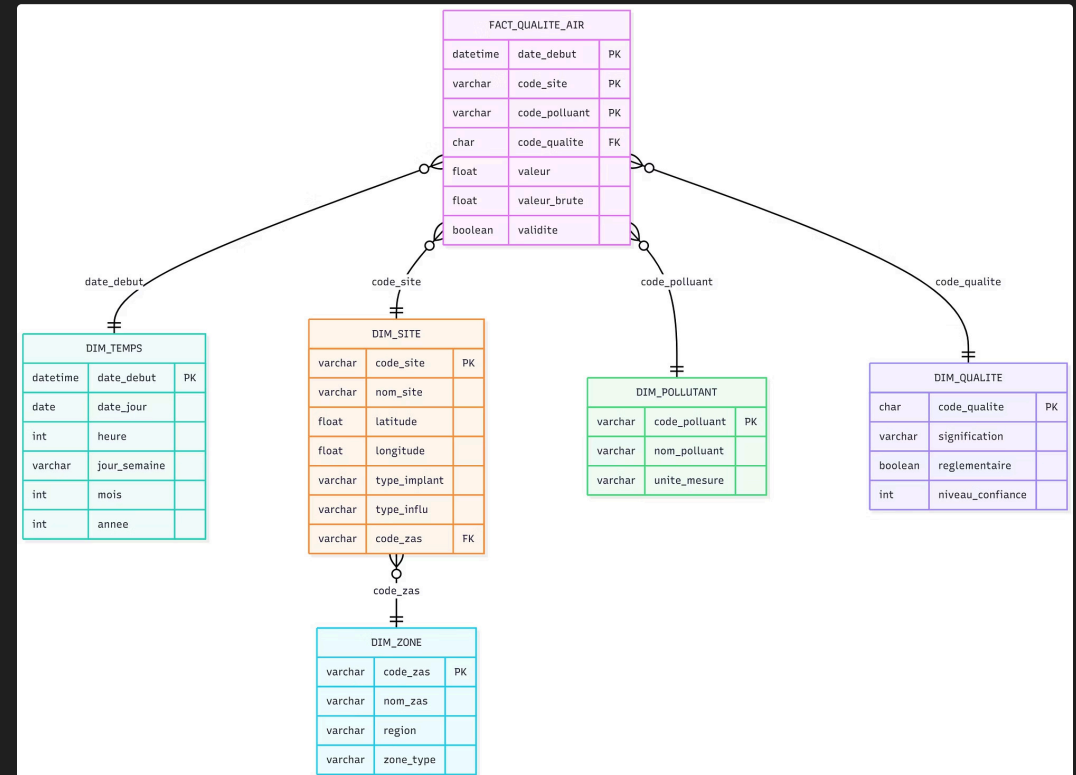 FACT_QUALITE_AIR
datetime date_debut PK
varchar code_site PK
varchar code_polluant PK
char code_qualite FK
float valeur
float valeur_brute
boolean validite
date_debut
code_site
code_polluant
code_qualite
DIM_TEMPS
datetime date_debut PK
date date_jour
int heure
varchar jour_semaine
int mois
int annee
DIM_SITE
varchar code_site PK
varchar nom_site
float latitude
float longitude
varchar type_implant
varchar type_influ
varchar code_zas FK
DIM_POLLUTANT
varchar code_polluant PK
varchar nom_polluant
varchar unite_mesure
DIM_QUALITE
char code_qualite PK
varchar signification
boolean reglementaire
int niveau_confiance
code_zas
DIM_ZONE
varchar code_zas PK
varchar nom_zas
varchar region
varchar zone_type